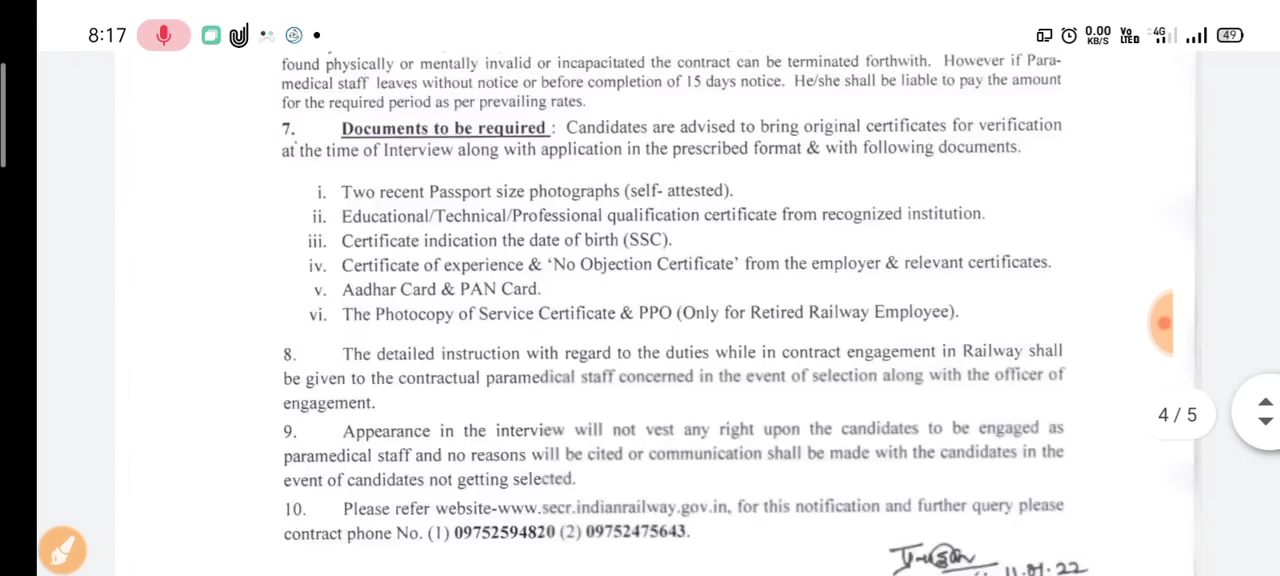 8:17
0.00
KB/S
Vo
LTE
4G
49
found physically or mentally invalid or incapacitated the contract can be terminated forthwith. However if Para-
medical staff leaves without notice or before completion of 15 days notice. He/she shall be liable to pay the amount
for the required period as per prevailing rates.
7. Documents to be required : Candidates are advised to bring original certificates for verification
at the time of Interview along with application in the prescribed format & with following documents.
i. Two recent Passport size photographs (self- attested).
ii. Educational/Technical/Professional qualification certificate from recognized institution.
iii. Certificate indication the date of birth (SSC).
iv. Certificate of experience & ‘No Objection Certificate’ from the employer & relevant certificates.
v. Aadhar Card & PAN Card.
vi. The Photocopy of Service Certificate & PPO (Only for Retired Railway Employee).
8. The detailed instruction with regard to the duties while in contract engagement in Railway shall
be given to the contractual paramedical staff concerned in the event of selection along with the officer of
engagement.
4 / 5
9. Appearance in the interview will not vest any right upon the candidates to be engaged as
paramedical staff and no reasons will be cited or communication shall be made with the candidates in the
event of candidates not getting selected.
10. Please refer website-www.secr.indianrailway.gov.in, for this notification and further query please
contract phone No. (1) 09752594820 (2) 09752475643.
11.01.22